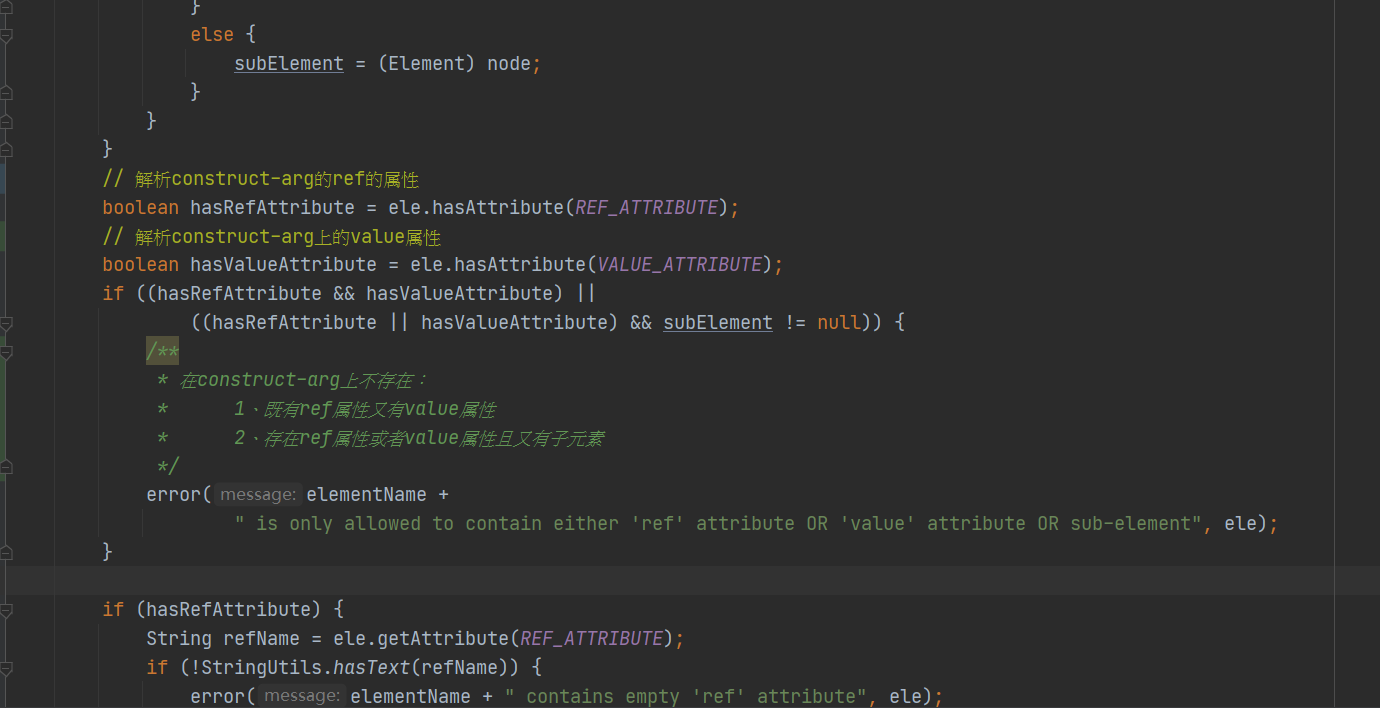 }
else {
subElement = (Element) node;
}
}
}
// 解析construct-arg的ref的属性
boolean hasRefAttribute = ele.hasAttribute(REF_ATTRIBUTE);
// 解析construct-arg上的value属性
boolean hasValueAttribute = ele.hasAttribute(VALUE_ATTRIBUTE);
if ((hasRefAttribute && hasValueAttribute) ||
((hasRefAttribute || hasValueAttribute) && subElement != null)) {
/**
* 在construct-arg上不存在：
* 1、既有ref属性又有value属性
* 2、存在ref属性或者value属性且又有子元素
*/
error( message: elementName +
" is only allowed to contain either 'ref' attribute OR 'value' attribute OR sub-element", ele);
}
if (hasRefAttribute) {
String refName = ele.getAttribute(REF_ATTRIBUTE);
if (!StringUtils.hasText(refName)) {
error( message: elementName + " contains empty 'ref' attribute", ele);